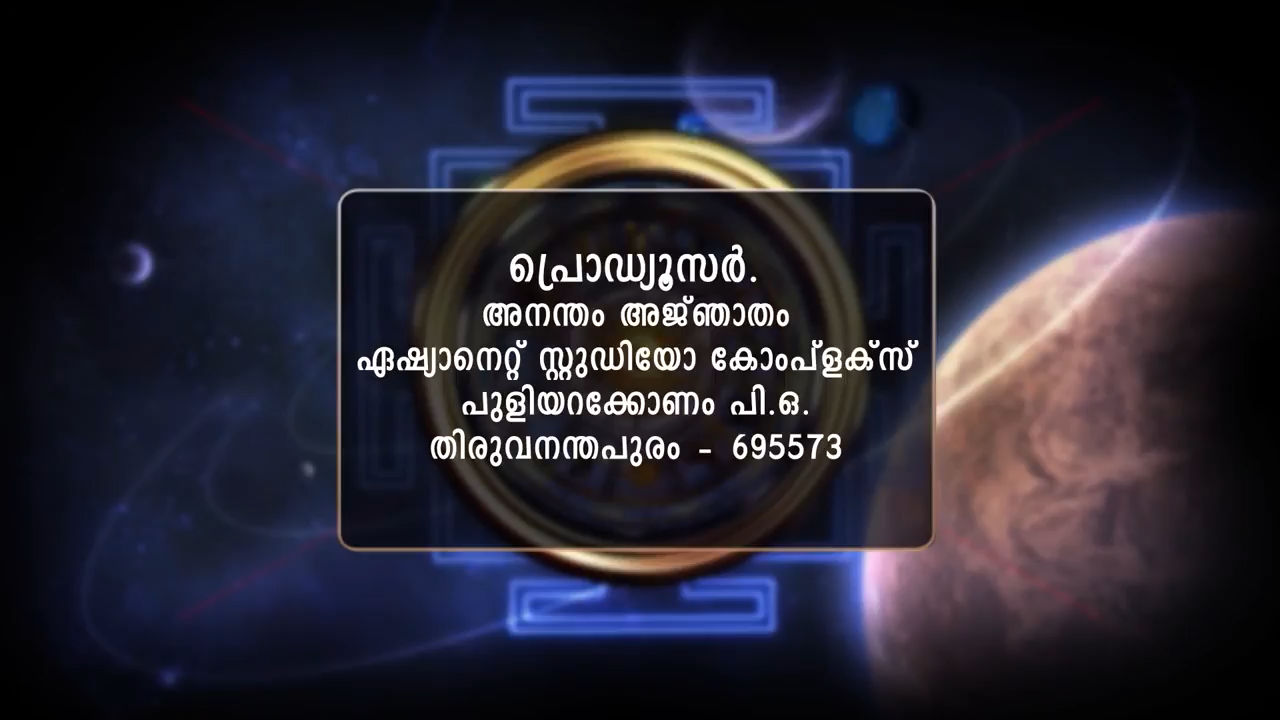 പ്രൊഡ്യൂസർ.
അനന്തം അജ്ഞാതം
ഏഷ്യാനെറ്റ് സ്റ്റുഡിയോ കോംപ്ളക്സ്
പുളിയറക്കോണം പി.ഒ.
തിരുവനന്തപുരം - 695573